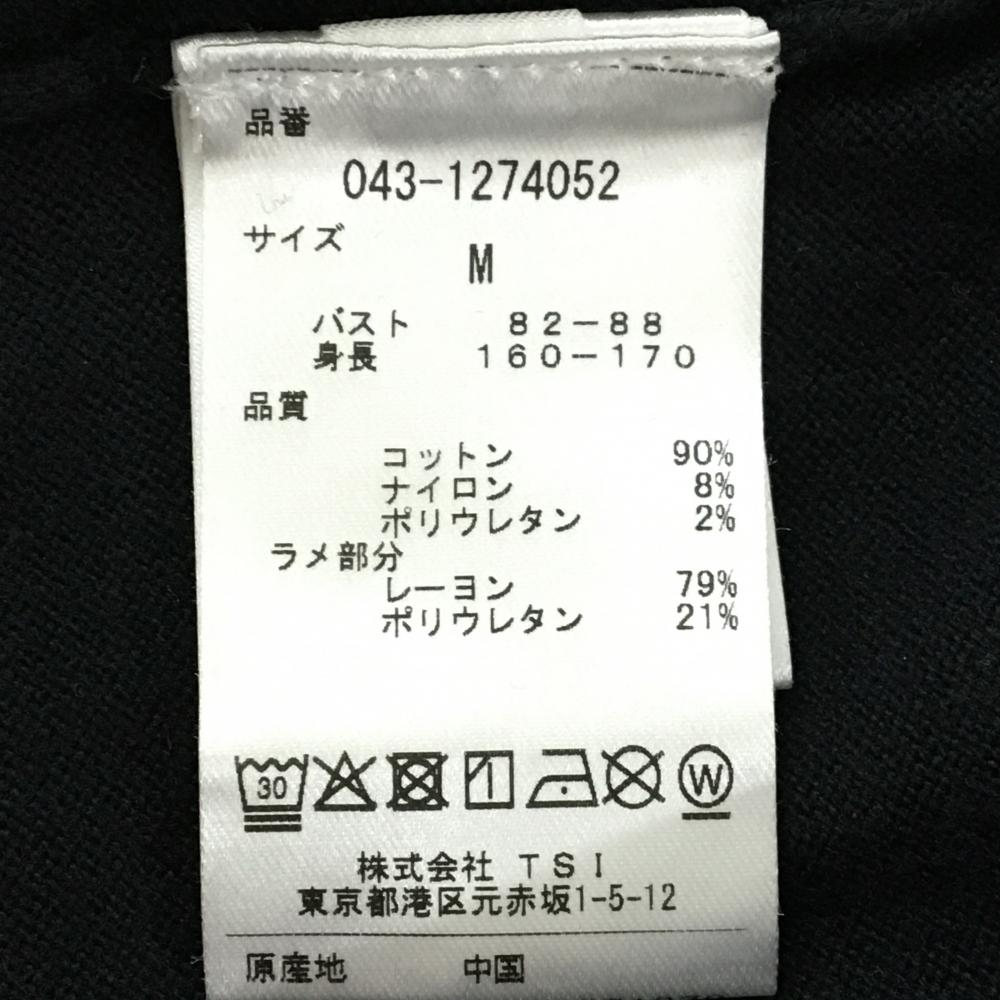 品番
043-1274052
サイズ
M
バスト 82-88
身長 160-170
品質
コットン 90%
ナイロン 8%
ポリウレタン 2%
ラメ部分
レーヨン 79%
ポリウレタン 21%
30 W
株式会社 TSI
東京都港区元赤坂1-5-12
原産地 中国